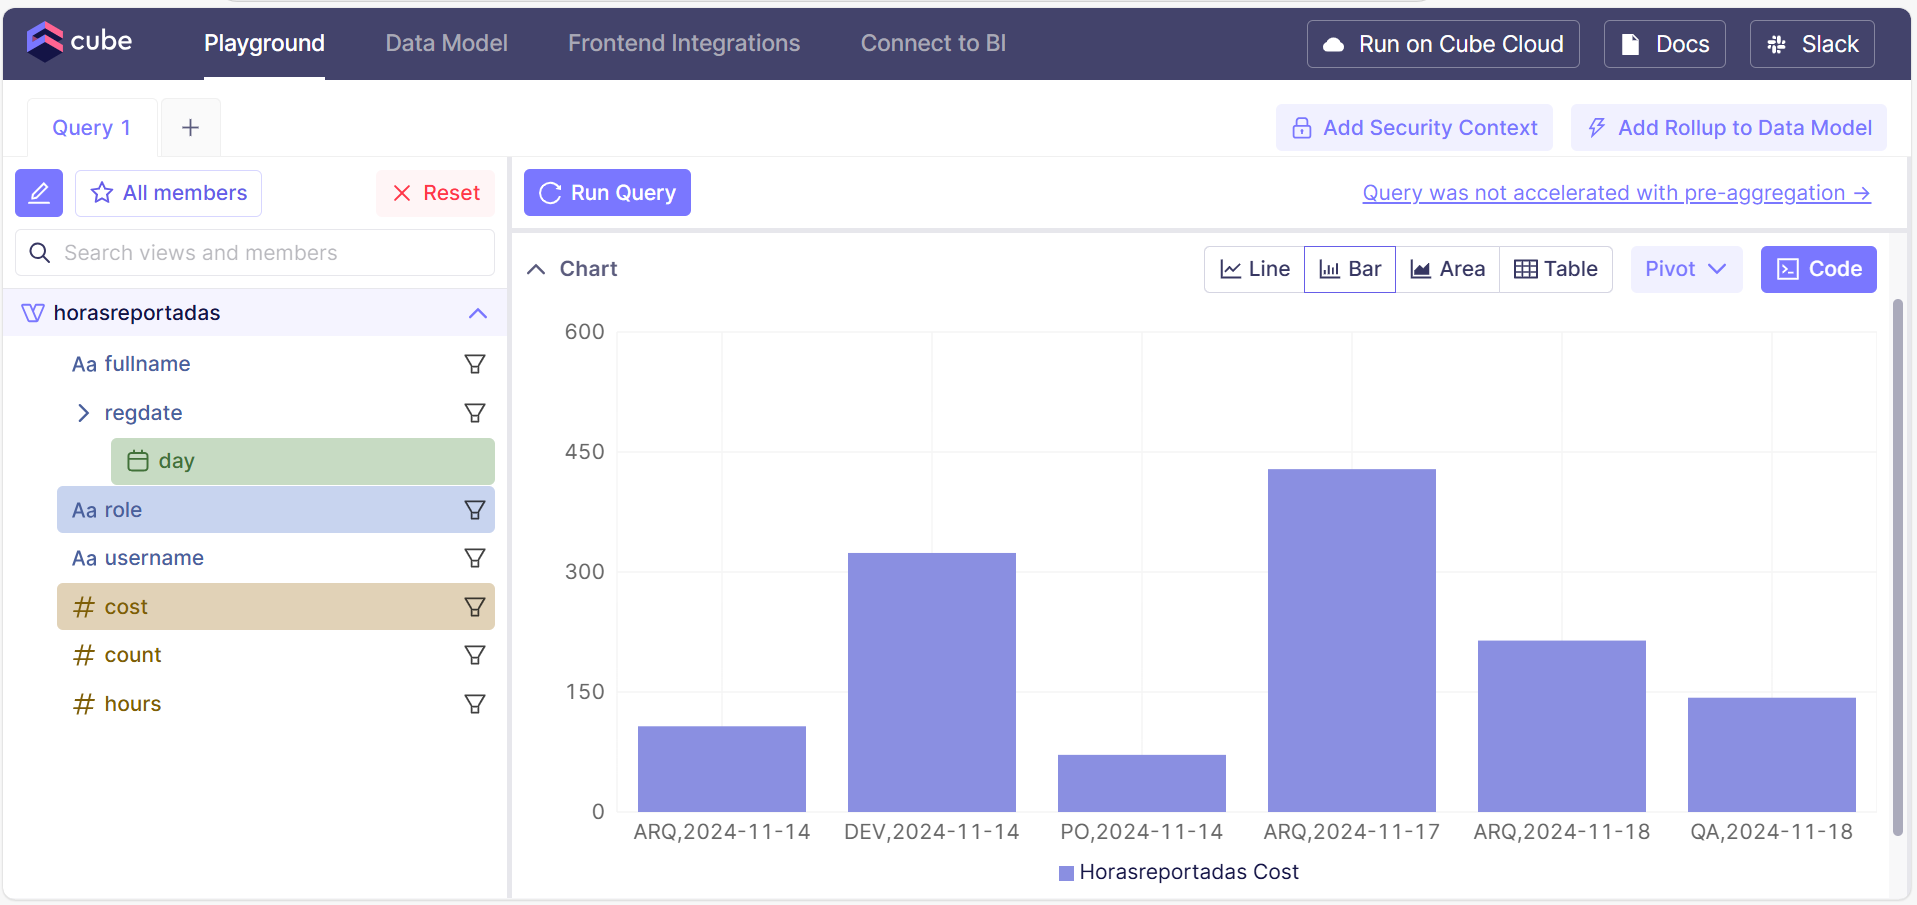 cube Playground Data Model Frontend Integrations Connect to BI Run on Cube Cloud Docs Slack
Query 1 + Add Security Context Add Rollup to Data Model
All members Reset Run Query Query was not accelerated with pre-aggregation →
Search views and members
Chart Line Bar Area Table Pivot Code
horasreportadas
Aa fullname
regdate
day
Aa role
Aa username
# cost
# count
# hours
600
450
300
150
0
ARQ,2024-11-14 DEV,2024-11-14 PO,2024-11-14 ARQ,2024-11-17 ARQ,2024-11-18 QA,2024-11-18
Horasreportadas Cost